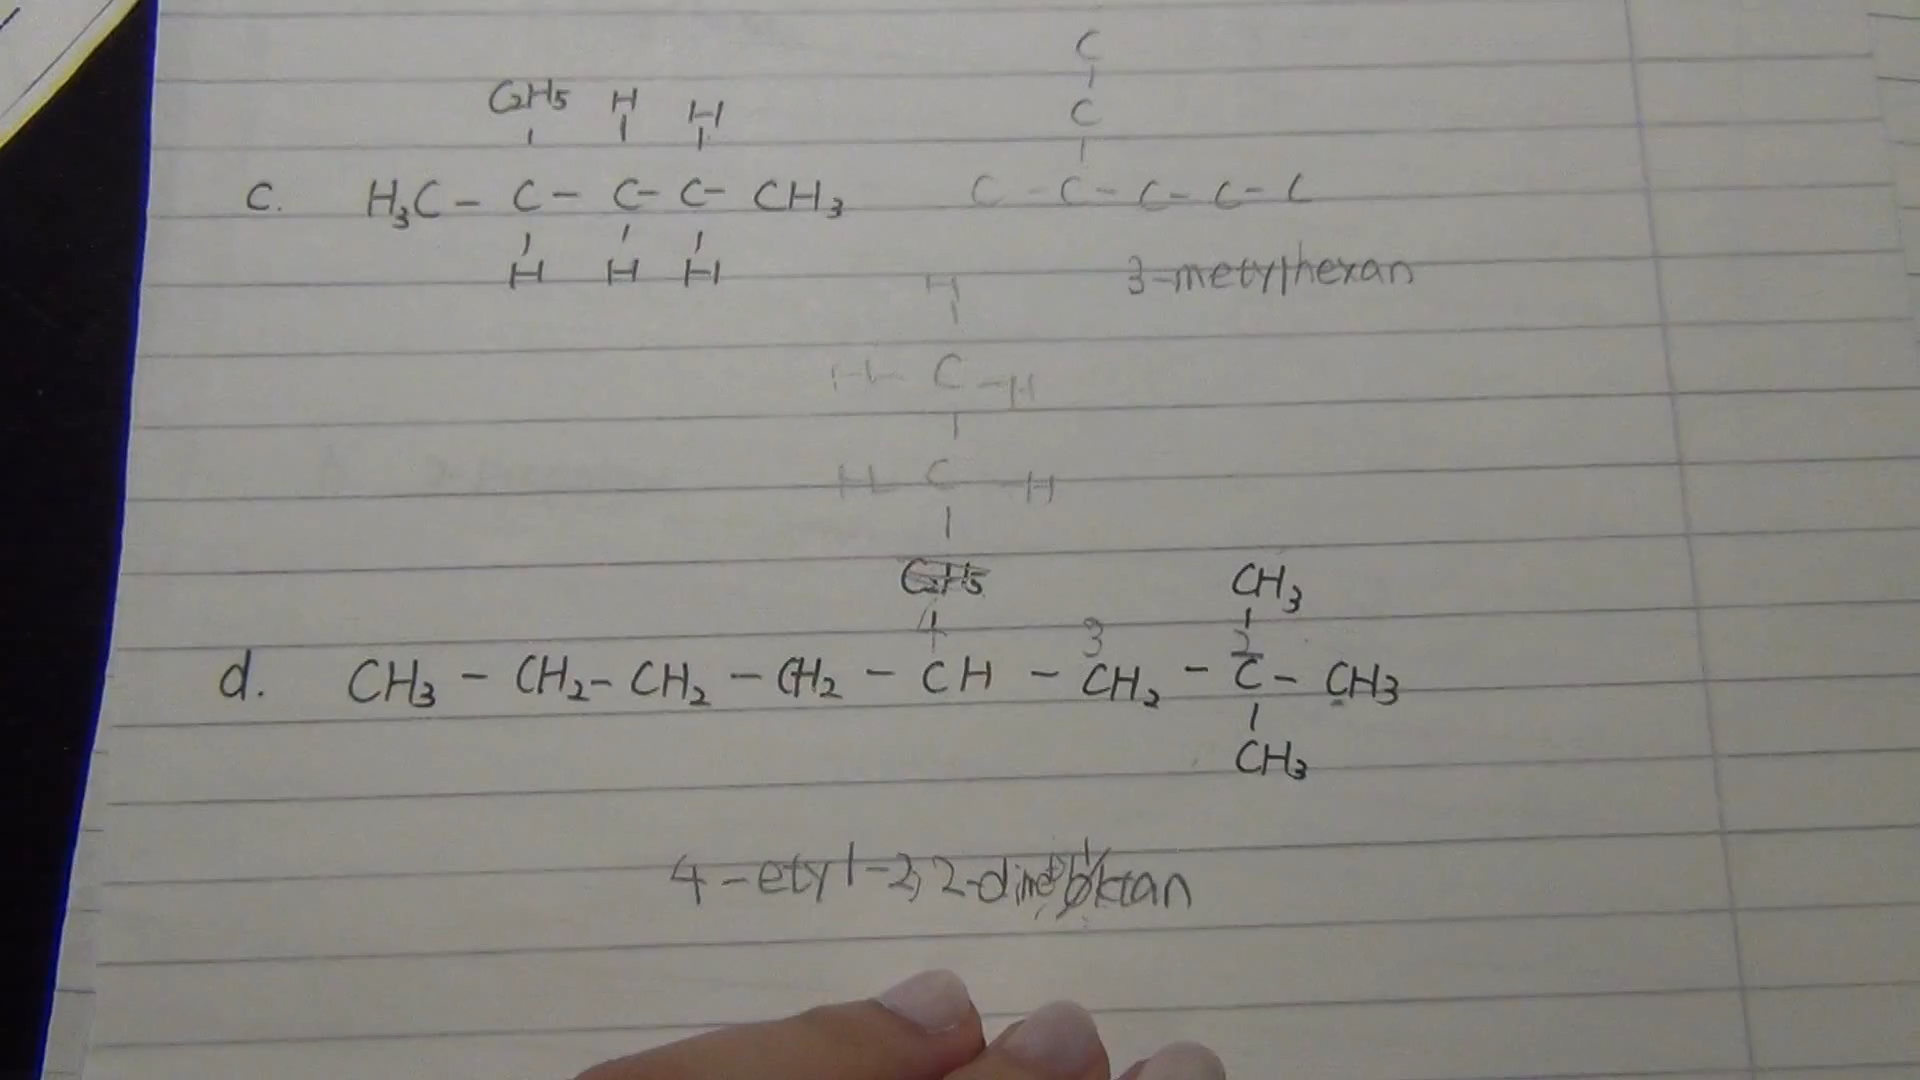 C
C
C2H5 H H
c. H3C - C - C - C - CH3 C - C - C - C - C
H H H
3-metylhexan
H
H - C - H
H C - H
C2H5 CH3
4 3 2
d. CH3 - CH2 - CH2 - CH2 - CH - CH2 - C - CH3
CH3
4-etyl-2,2-dimetyloktan